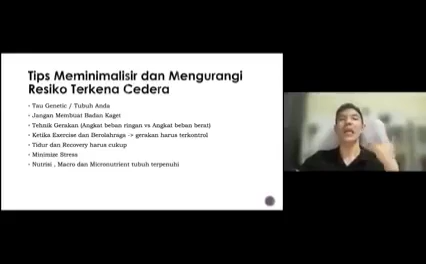 Tips Meminimalisir dan Mengurangi
Resiko Terkena Cedera
Tau Genetic / Tubuh Anda
Jangan Membuat Badan Kaget
Tehnik Gerakan (Angkat beban ringan vs Angkat beban berat)
Ketika Exercise dan Berolahraga -> gerakan harus terkontrol
Tidur dan Recovery harus cukup
Minimize Stress
Nutrisi , Macro dan Micronutrient tubuh terpenuhi